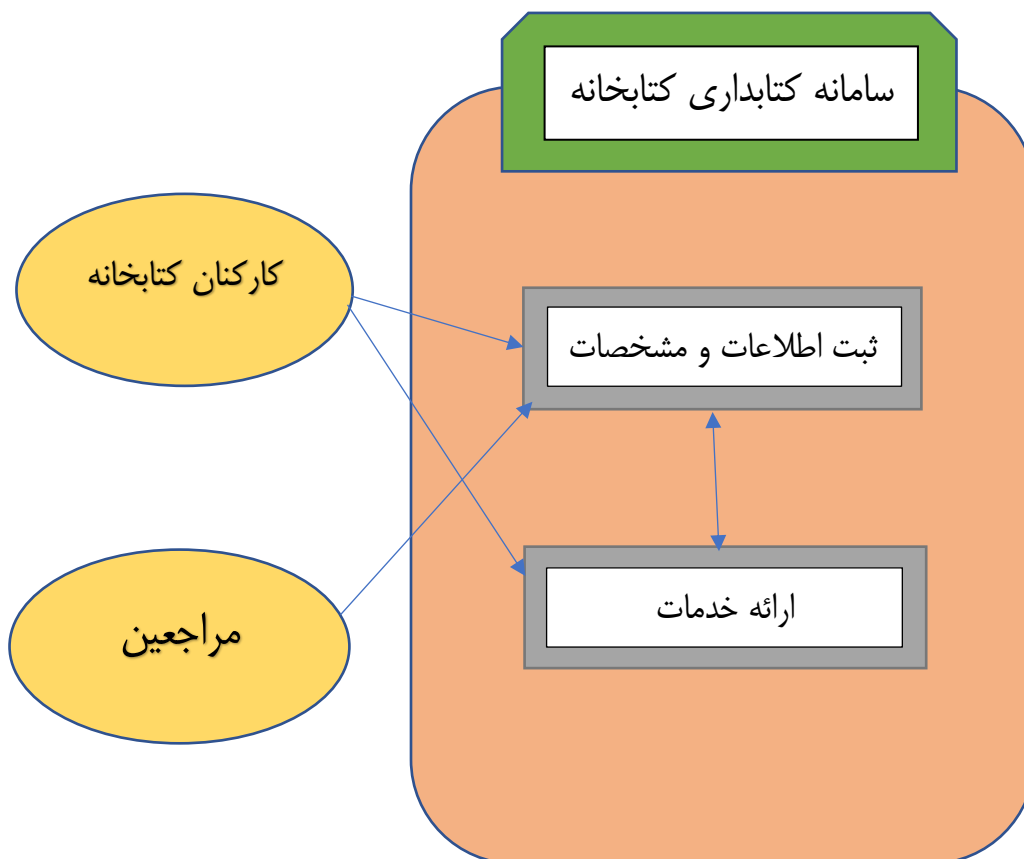 سامانه کتابداری کتابخانه
کارکنان کتابخانه
ثبت اطلاعات و مشخصات
ارائه خدمات
مراجعین